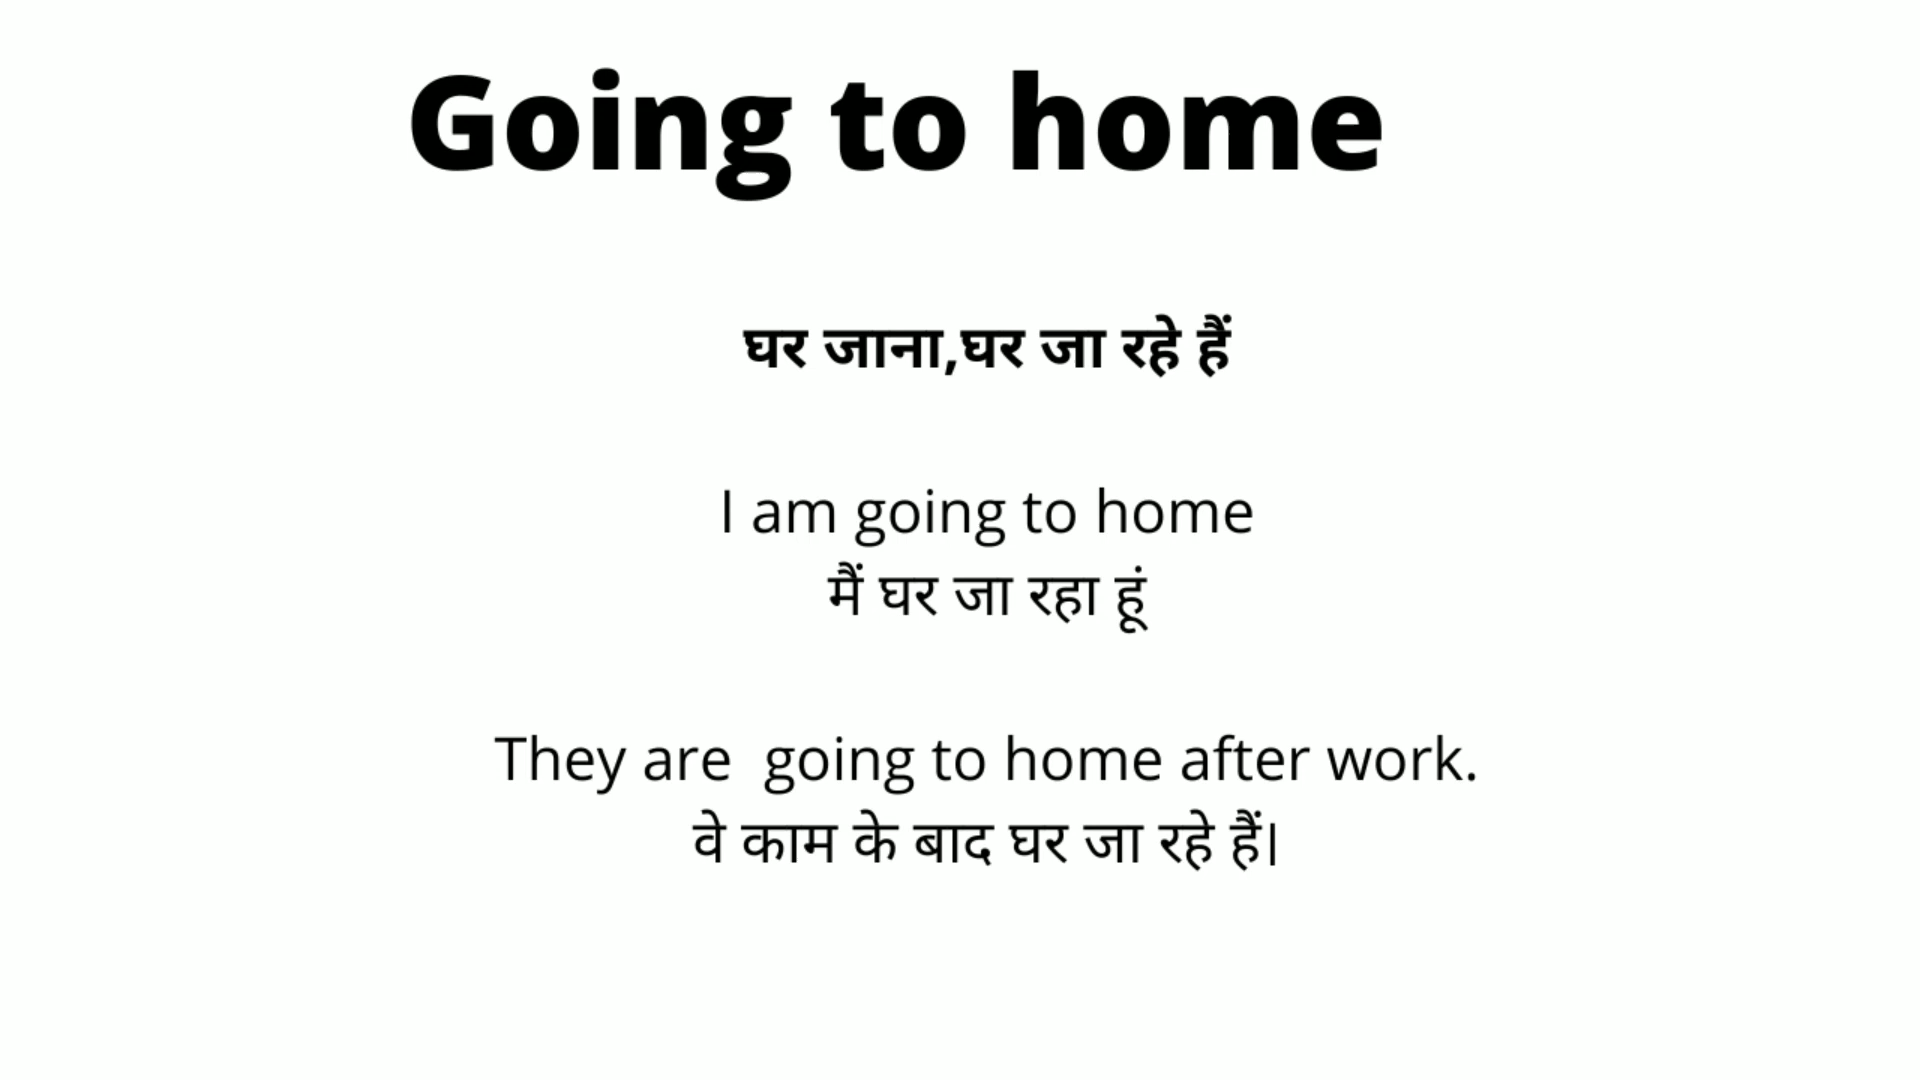 Going to home
घर जाना,घर जा रहे हैं
I am going to home
मैं घर जा रहा हूं
They are  going to home after work.
वे काम के बाद घर जा रहे हैं।